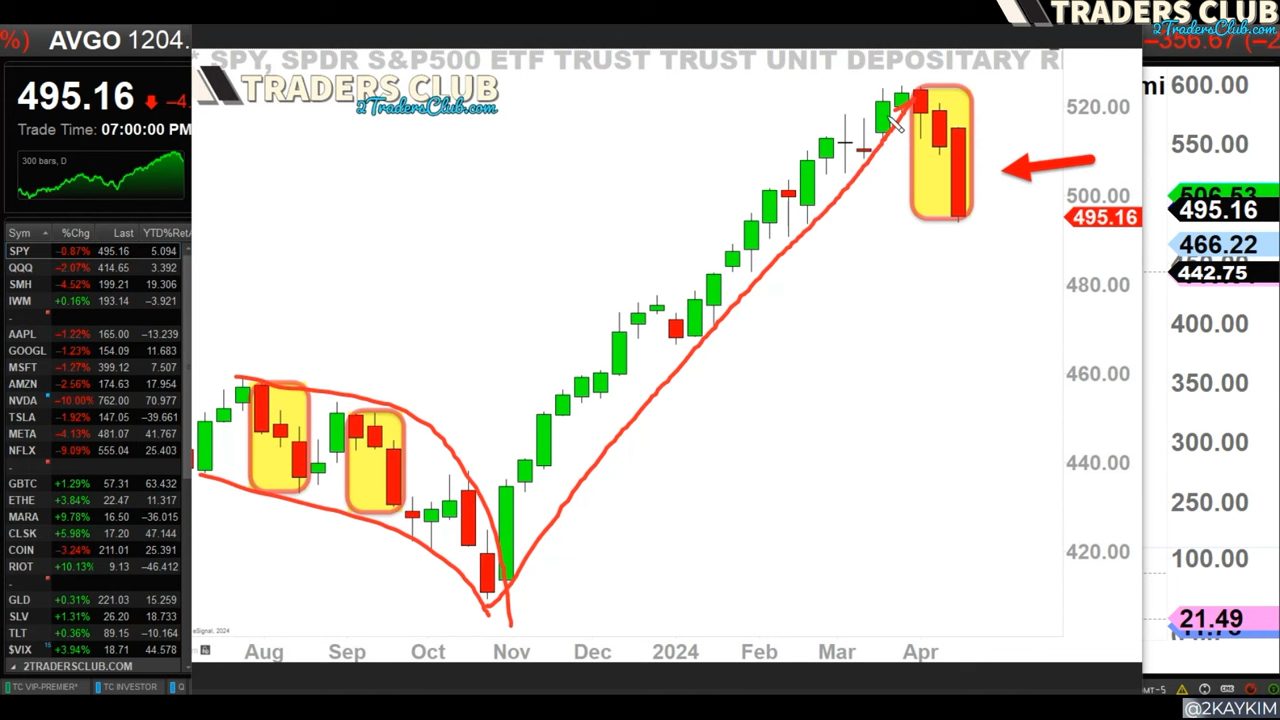 TRADERS CLUB
2TradersClub.com
%) AVGO 1204.
-356.67 (-2
495.16 -4.
Trade Time: 07:00:00 PM
300 bars, D
* SPY, SPDR S&P500 ETF TRUST TRUST UNIT DEPOSITARY R
TRADERS CLUB
2TradersClub.com
Sym %Chg Last YTD%Ret
SPY -0.87% 495.16 5.094
QQQ -2.07% 414.65 3.392
SMH -4.52% 199.21 19.306
IWM +0.16% 193.14 -3.921
AAPL -1.22% 165.00 -13.239
GOOGL -1.23% 154.09 11.683
MSFT -1.27% 399.12 7.507
AMZN -2.56% 174.63 17.954
NVDA -10.00% 762.00 70.977
TSLA -1.92% 147.05 -39.661
META -4.13% 481.07 41.767
NFLX -9.09% 555.04 25.403
GBTC +1.29% 57.31 63.432
ETHE +3.84% 22.47 11.317
MARA +9.78% 16.50 -36.015
CLSK +5.98% 17.20 47.144
COIN -3.24% 211.01 25.391
RIOT +10.13% 9.13 -46.412
GLD +0.31% 221.03 15.259
SLV +1.31% 26.20 18.733
TLT +0.36% 89.15 -10.164
$VIX 15 +3.94% 18.71 44.578
2TRADERSCLUB.COM
TC VIP-PREMIER* TC INVESTOR Q
520.00
500.00
495.16
480.00
460.00
440.00
420.00
eSignal, 2024
Aug Sep Oct Nov Dec 2024 Feb Mar Apr
mi
600.00
550.00
506.53
495.16
466.22
442.75
400.00
350.00
300.00
250.00
100.00
21.49
MT-5
@2KAYKIM